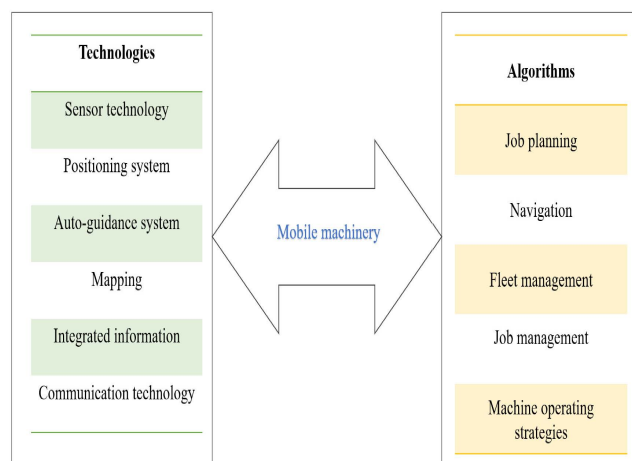 Technologies
Sensor technology
Positioning system
Auto-guidance system
Mapping
Integrated information
Communication technology
Mobile machinery
Algorithms
Job planning
Navigation
Fleet management
Job management
Machine operating
strategies